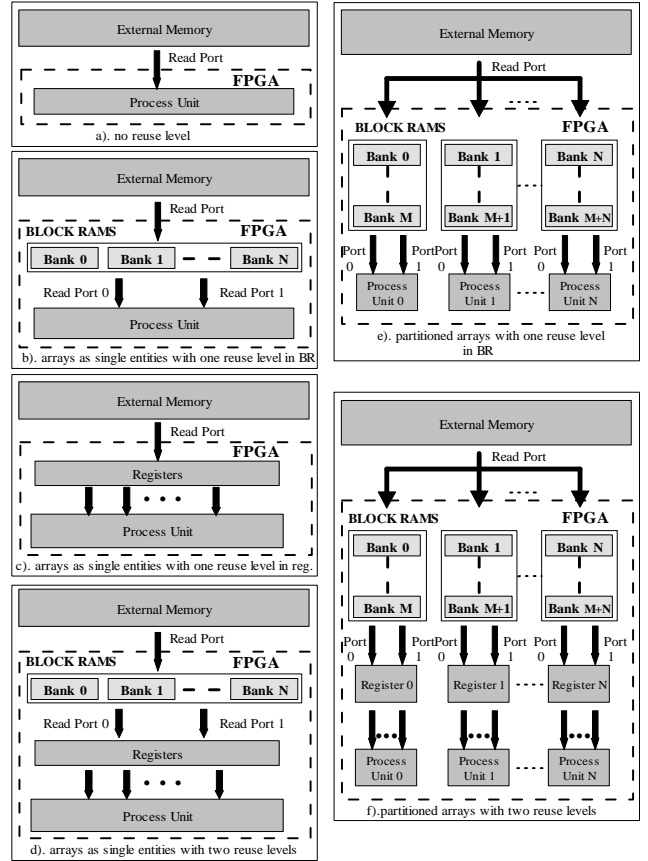 External Memory
Read Port
FPGA
Process Unit
a). no reuse level
External Memory
Read Port
BLOCK RAMS
FPGA
Bank 0
Bank 1
Bank N
Read Port 0
Read Port 1
Process Unit
b). arrays as single entities with one reuse level in BR
External Memory
Read Port
FPGA
Registers
Process Unit
c). arrays as single entities with one reuse level in reg.
External Memory
Read Port
BLOCK RAMS
FPGA
Bank 0
Bank 1
Bank N
Read Port 0
Read Port 1
Registers
Process Unit
d). arrays as single entities with two reuse levels
External Memory
Read Port
BLOCK RAMS
FPGA
Bank 0
Bank 1
Bank N
Bank M
Bank M+1
Bank M+N
Port
0
Port
1
0
1
0
1
Process
Unit 0
Process
Unit 1
Process
Unit N
e). partitioned arrays with one reuse level
in BR
External Memory
Read Port
BLOCK RAMS
FPGA
Bank 0
Bank 1
Bank N
Bank M
Bank M+1
Bank M+N
Port
0
Port
1
0
1
0
1
Register 0
Register 1
Register N
Process
Unit 0
Process
Unit 1
Process
Unit N
f).partitioned arrays with two reuse levels